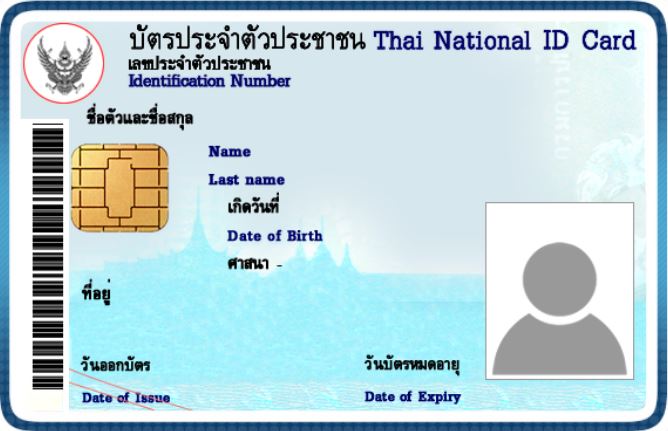 บัตรประจำตัวประชาชน Thai National ID Card
เลขประจำตัวประชาชน
Identification Number
ชื่อตัวและชื่อสกุล
Name
Last name
เกิดวันที่
Date of Birth
ศาสนา -
ที่อยู่
วันออกบัตร
Date of Issue
วันบัตรหมดอายุ
Date of Expiry